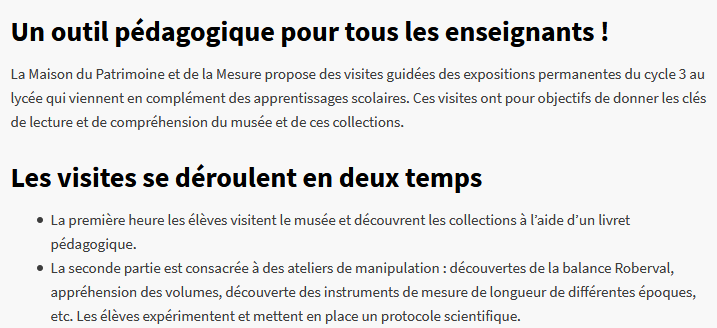 Un outil pédagogique pour tous les enseignants !
La Maison du Patrimoine et de la Mesure propose des visites guidées des expositions permanentes du cycle 3 au
lycée qui viennent en complément des apprentissages scolaires. Ces visites ont pour objectifs de donner les clés
de lecture et de compréhension du musée et de ces collections.
Les visites se déroulent en deux temps
● La première heure les élèves visitent le musée et découvrent les collections à l'aide d'un livret
pédagogique.
● La seconde partie est consacrée à des ateliers de manipulation : découvertes de la balance Roberval,
appréhension des volumes, découverte des instruments de mesure de longueur de différentes époques,
etc. Les élèves expérimentent et mettent en place un protocole scientifique.